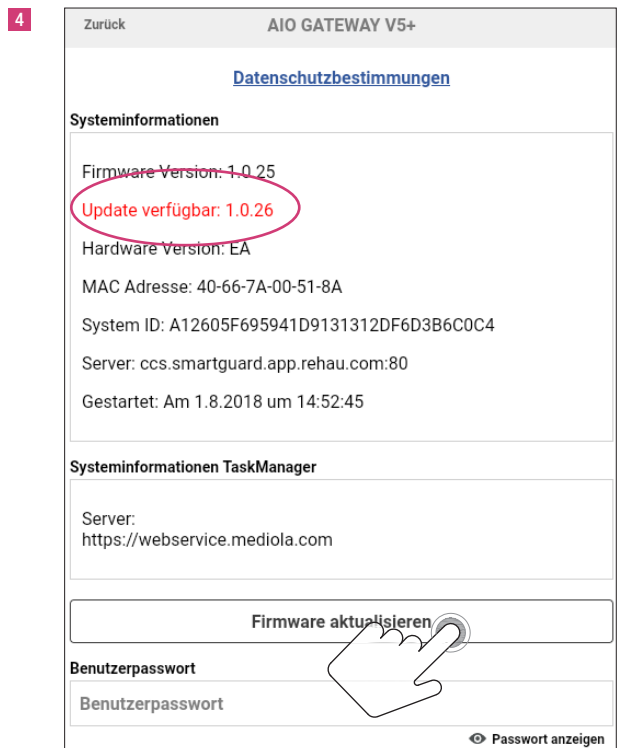 4
Zurück AIO GATEWAY V5+
Datenschutzbestimmungen
Systeminformationen
Firmware Version: 1.0.25
Update verfügbar: 1.0.26
Hardware Version: EA
MAC Adresse: 40-66-7A-00-51-8A
System ID: A12605F695941D9131312DF6D3B6C0C4
Server: ccs.smartguard.app.rehau.com:80
Gestartet: Am 1.8.2018 um 14:52:45
Systeminformationen TaskManager
Server:
https://webservice.mediola.com
Firmware aktualisieren
Benutzerpasswort
Benutzerpasswort
Passwort anzeigen